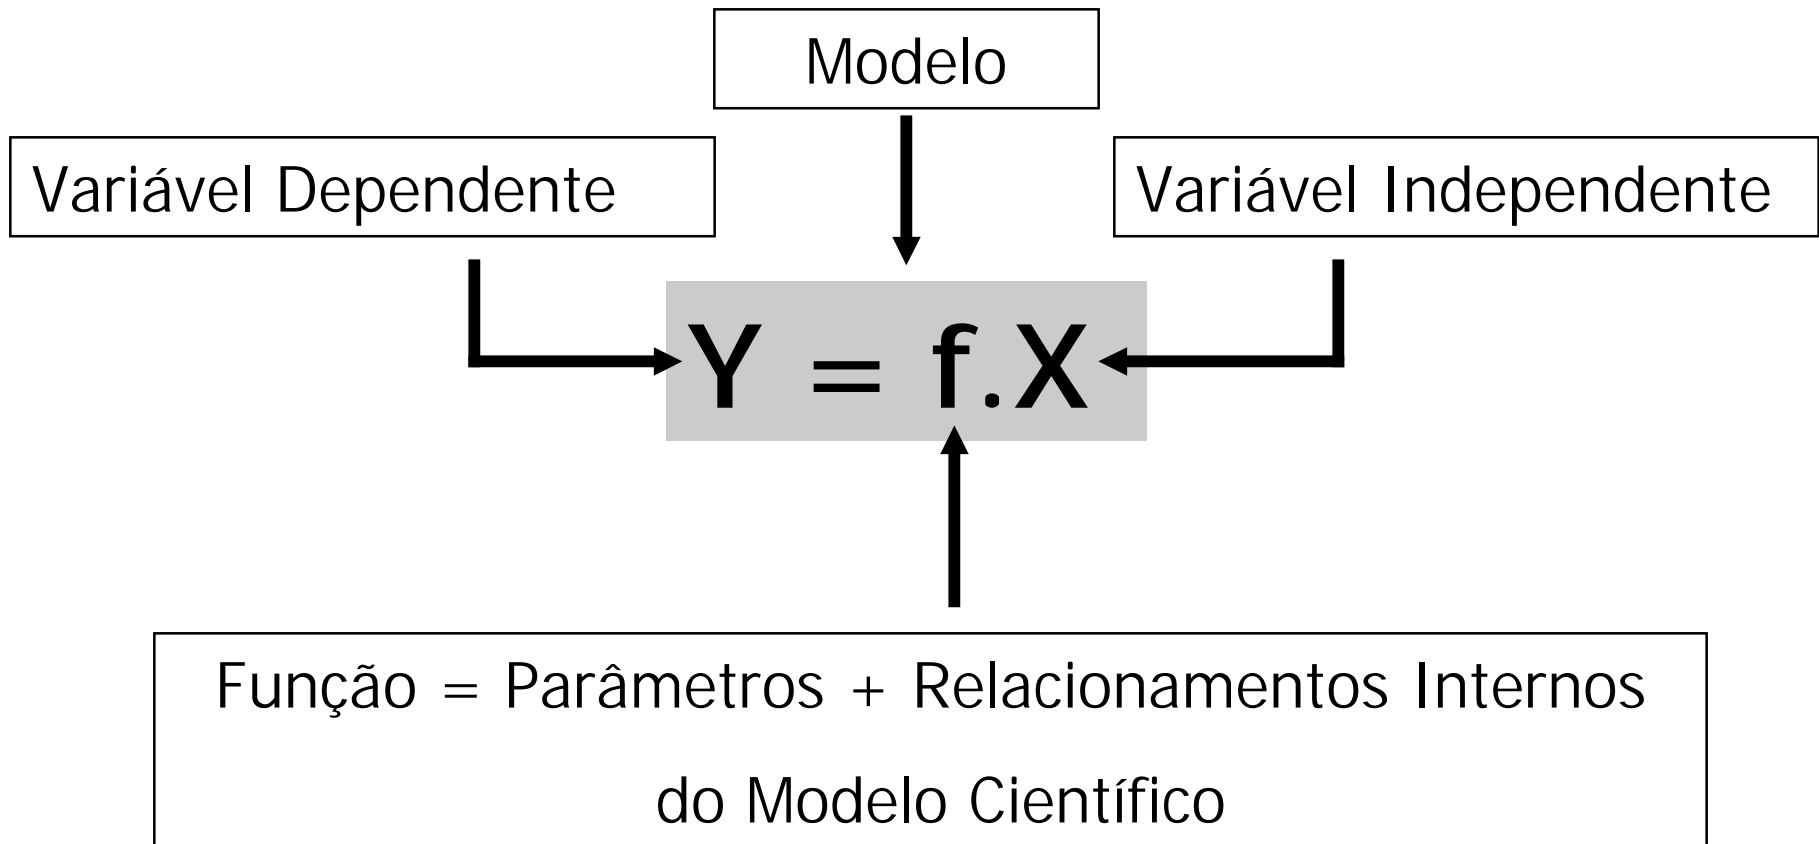 Modelo
Variável Dependente
Variável Independente
Y = f.X
Função = Parâmetros + Relacionamentos Internos
do Modelo Científico